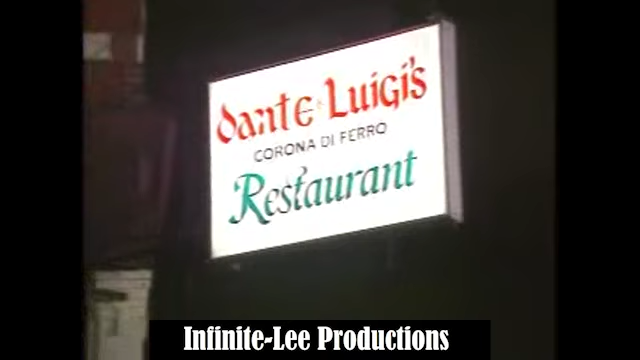 Dante & Luigi's
CORONA DI FERRO
Restaurant
Infinite-Lee Productions